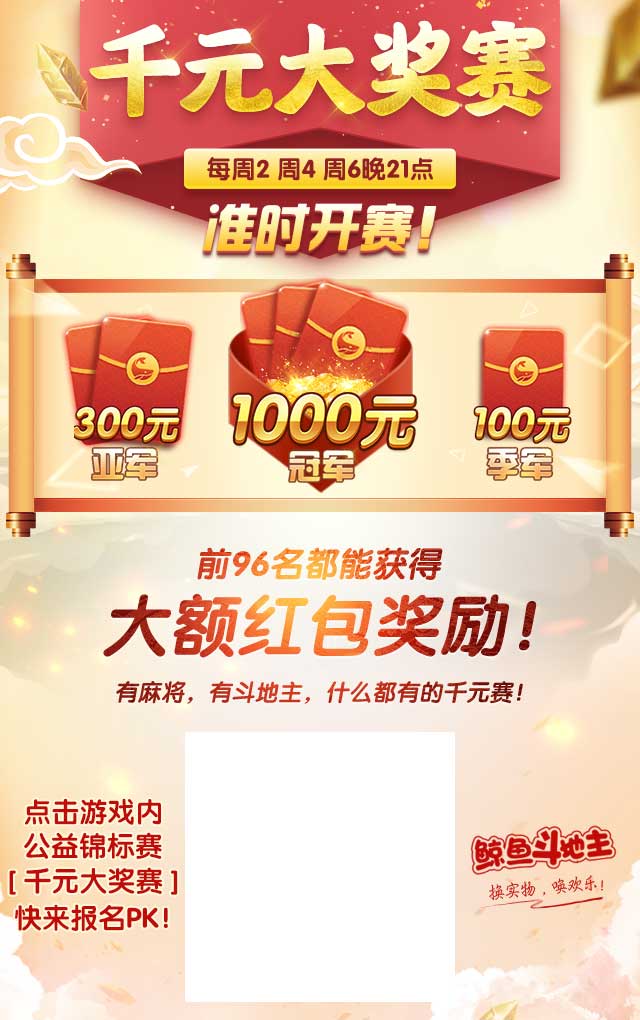 千元大奖赛
每周2 周4 周6晚21点
准时开赛!
300元
亚军
1000元
冠军
100元
季军
前96名都能获得
大额红包奖励!
有麻将，有斗地主，什么都有的千元赛!
点击游戏内
公益锦标赛
[千元大奖赛]
快来报名PK!
鲸鱼斗地主
换实物，唤欢乐!